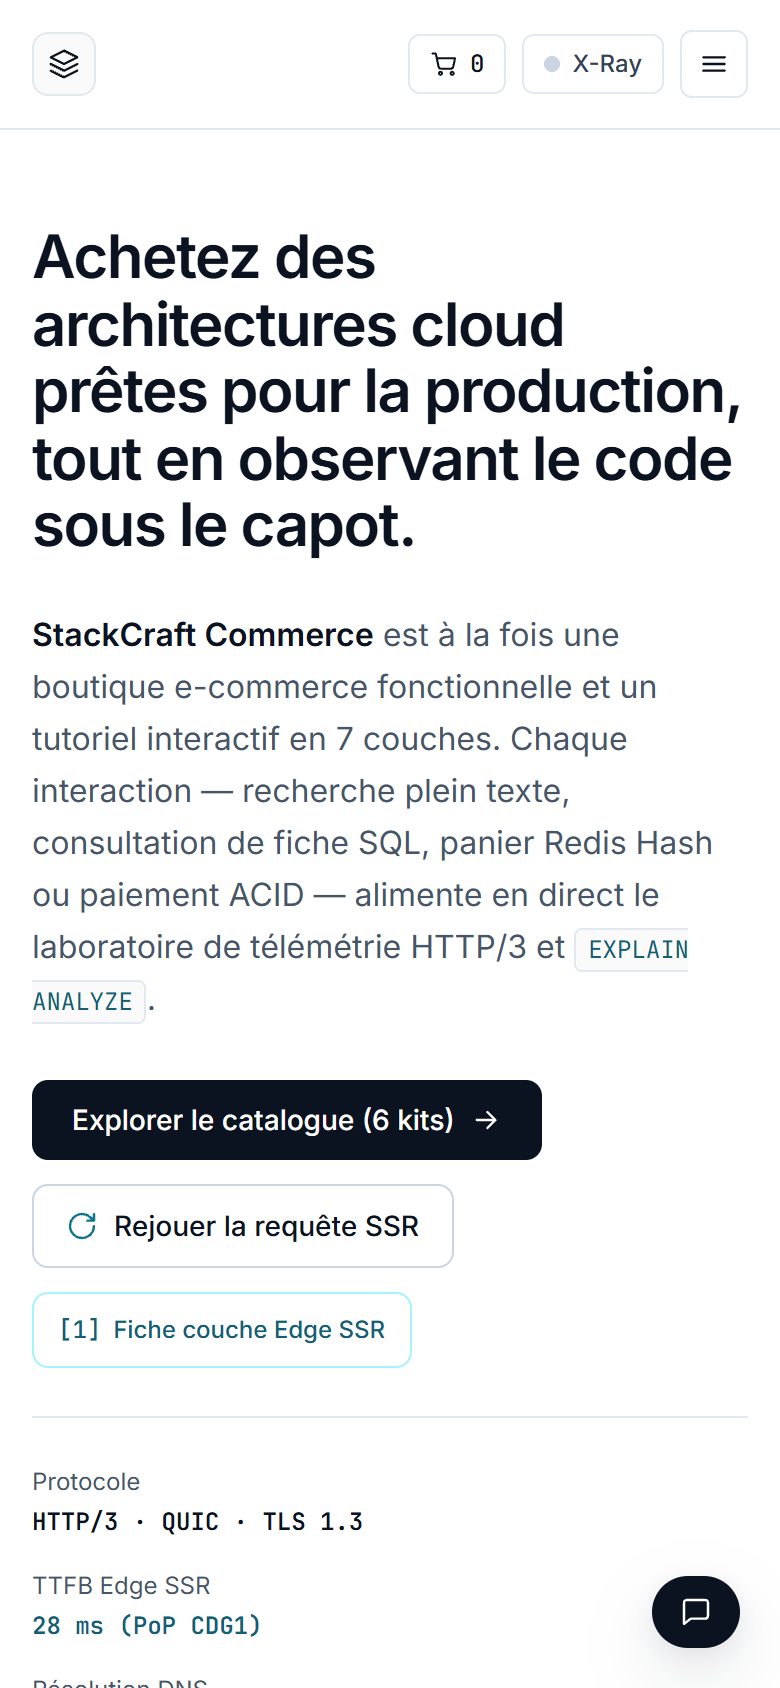 0
X-Ray
Achetez des
architectures cloud
prêtes pour la production,
tout en observant le code
sous le capot.
StackCraft Commerce est à la fois une
boutique e-commerce fonctionnelle et un
tutoriel interactif en 7 couches. Chaque
interaction — recherche plein texte,
consultation de fiche SQL, panier Redis Hash
ou paiement ACID — alimente en direct le
laboratoire de télémétrie HTTP/3 et EXPLAIN
ANALYZE.
Explorer le catalogue (6 kits) →
Rejouer la requête SSR
[1] Fiche couche Edge SSR
Protocole
HTTP/3 · QUIC · TLS 1.3
TTFB Edge SSR
28 ms (PoP CDG1)
Résolution DNS